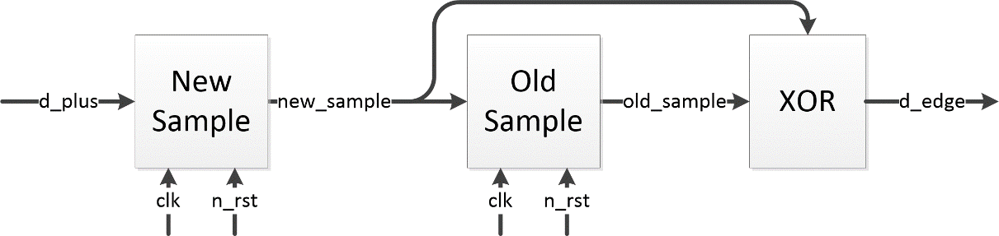 d_plus
New
Sample
new_sample
Old
Sample
old_sample
XOR
d_edge
clk
n_rst
clk
n_rst